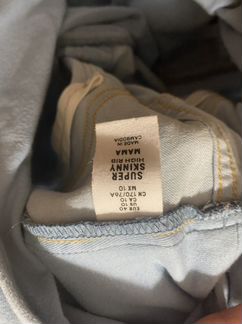 EUR 40
US 10
CA 10
CN 170/76A
MX 10
SUPER
SKINNY
HIGH RIB
MAMA
MADE IN
CAMBODIA